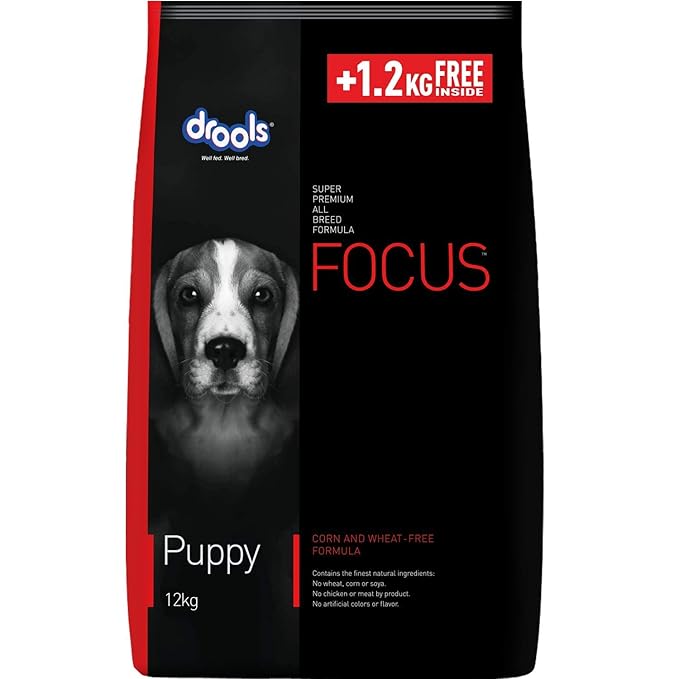 +1.2KG FREE INSIDE
drools®
Well fed. Well bred.
SUPER
PREMIUM
ALL
BREED
FORMULA
FOCUS™
Puppy
12kg
CORN AND WHEAT-FREE
FORMULA
Contains the finest natural ingredients:
No wheat, corn or soya.
No chicken or meat by product.
No artificial colors or flavor.